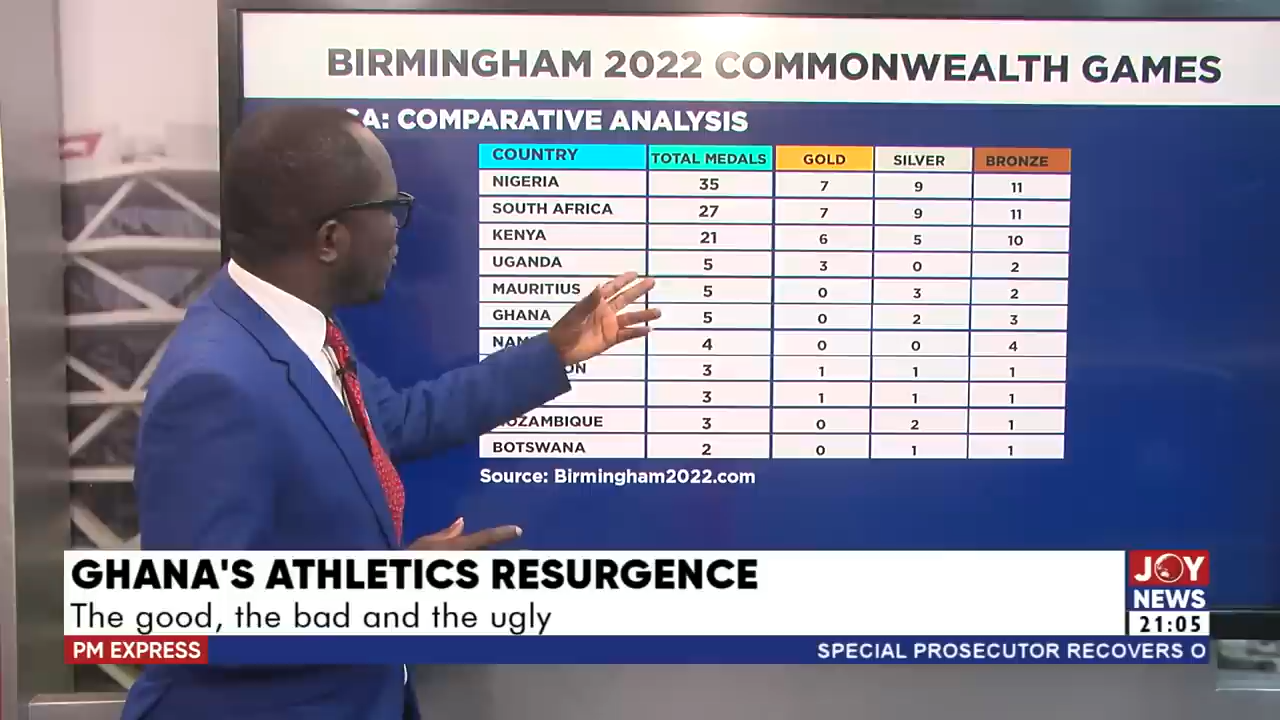 BIRMINGHAM 2022 COMMONWEALTH GAMES
COMPARATIVE ANALYSIS
COUNTRY TOTAL MEDALS GOLD SILVER BRONZE
NIGERIA 35 7 9 11
SOUTH AFRICA 27 7 9 11
KENYA 21 6 5 10
UGANDA 5 3 0 2
MAURITIUS 5 0 3 2
GHANA 5 0 2 3
4 0 0 4
3 1 1 1
3 1 1 1
MOZAMBIQUE 3 0 2 1
BOTSWANA 2 0 1 1
Source: Birmingham2022.com
GHANA'S ATHLETICS RESURGENCE
The good, the bad and the ugly
JOY
NEWS
21:05
PM EXPRESS
SPECIAL PROSECUTOR RECOVERS O